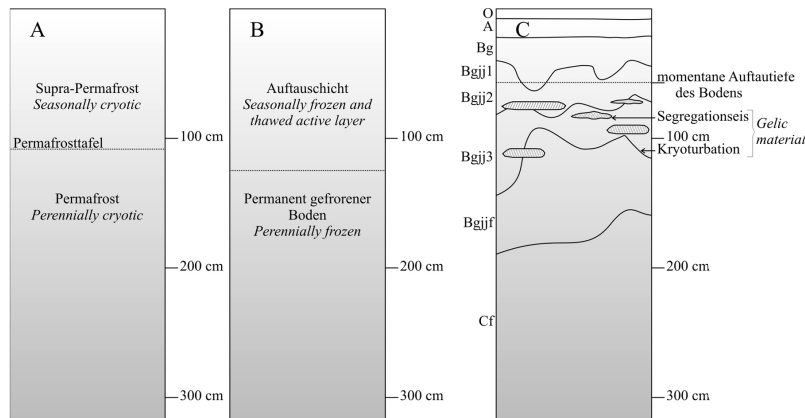 A
Supra-Permafrost
Seasonally cryotic
Permafrosttafel
Permafrost
Perennially cryotic
100 cm
200 cm
300 cm
B
Auftauschicht
Seasonally frozen and
thawed active layer
Permanent gefrorener
Boden
Perennially frozen
100 cm
200 cm
300 cm
C
O
A
Bg
Bgjj1
Bgjj2
Bgjj3
Bgjjf
Cf
momentane Auftautiefe
des Bodens
Segregationseis
100 cm
Kryoturbation
Gelic
material
200 cm
300 cm